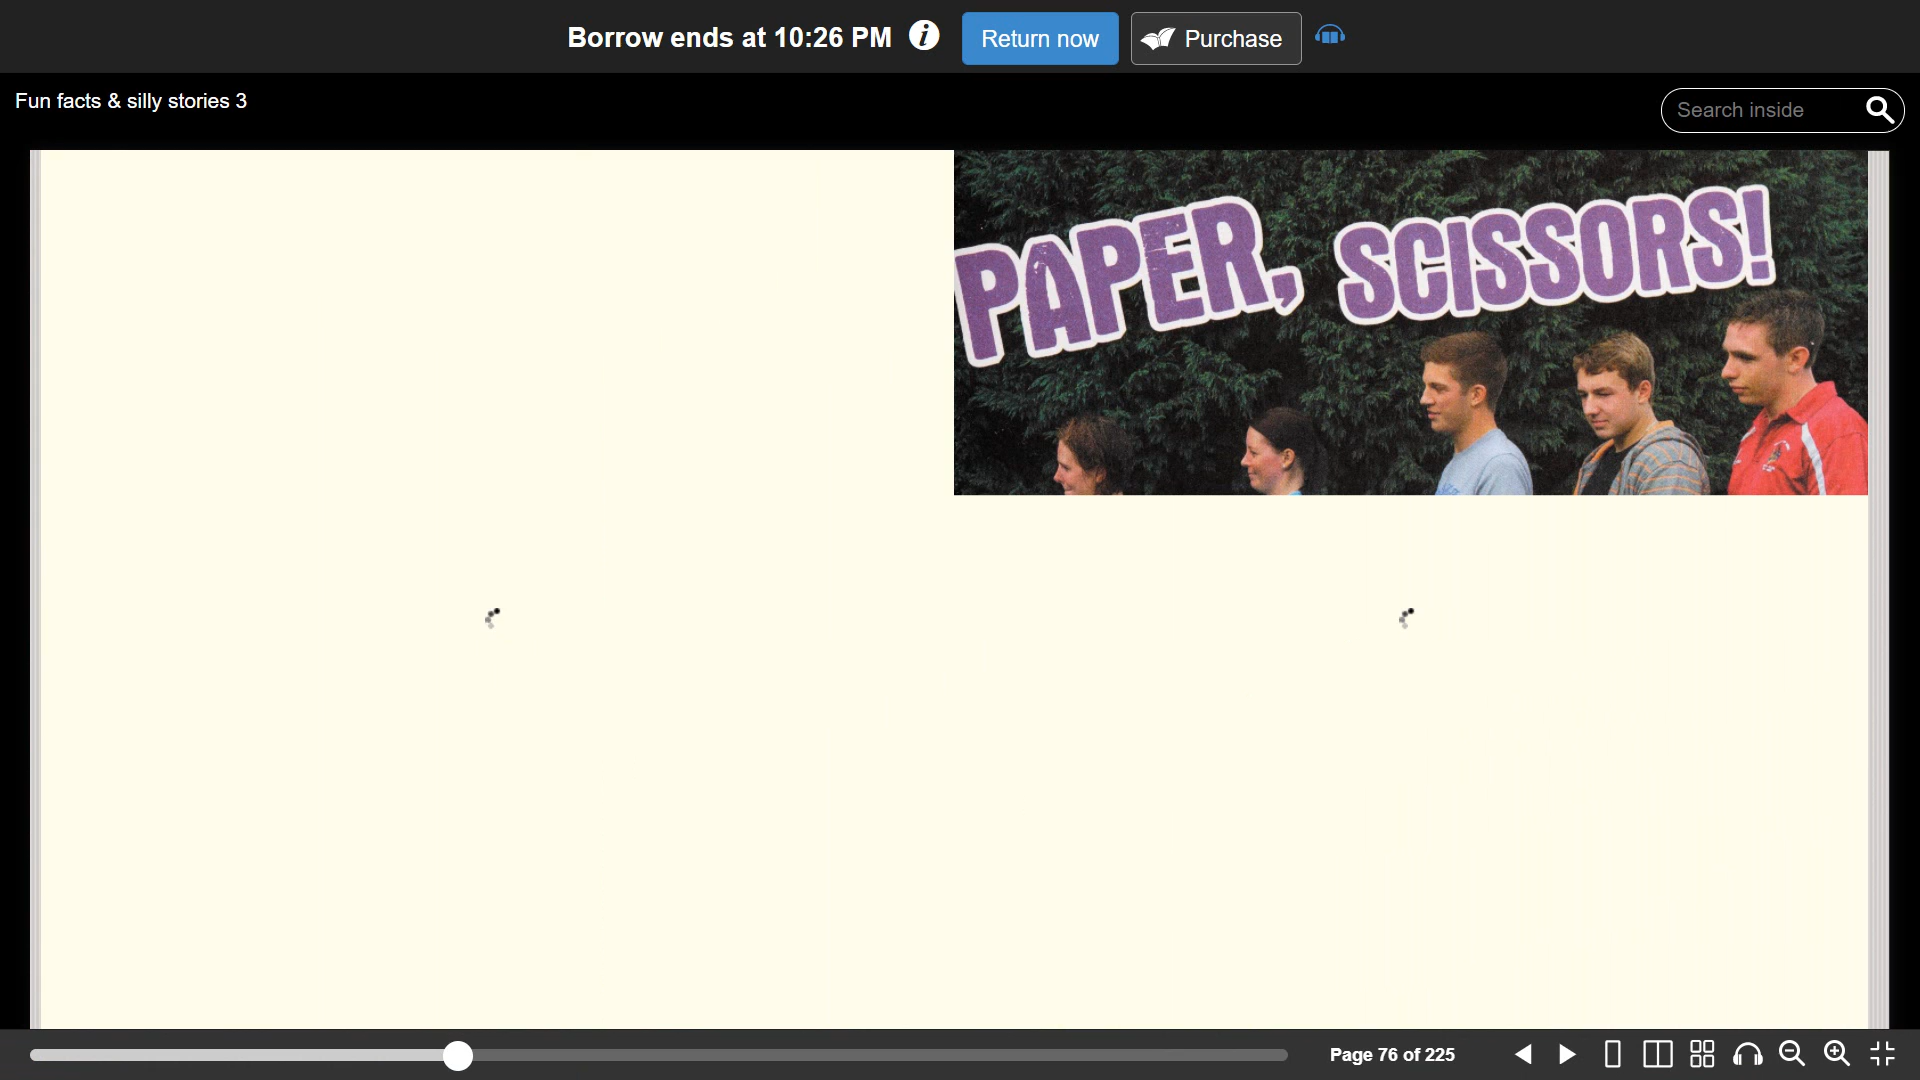 Borrow ends at 10:26 PM
Return now
Purchase
Fun facts & silly stories 3
Search inside
PAPER, SCISSORS!
Page 76 of 225